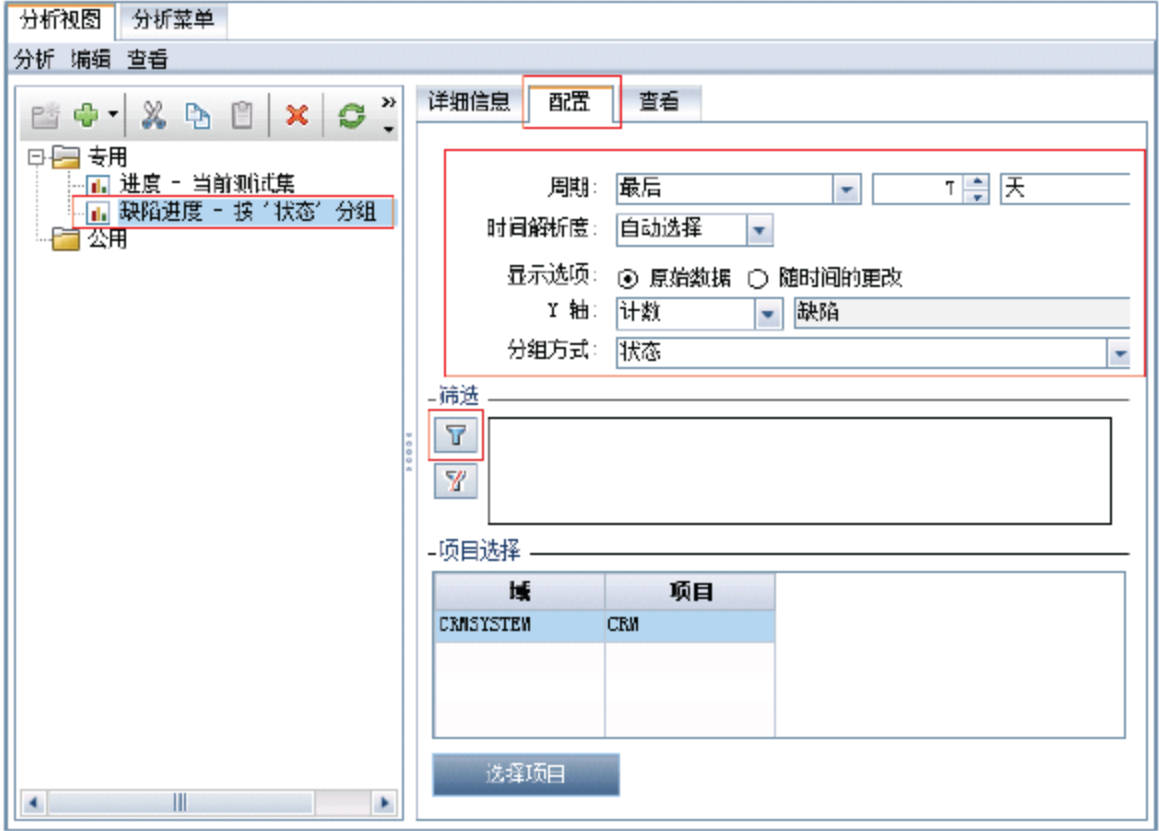 分析视图 分析菜单
分析 编辑 查看
详细信息 配置 查看
专用
进度 - 当前测试集
缺陷进度 - 按 '状态' 分组
公用
周期: 最后 7 天
时间解析度: 自动选择
显示选项: 原始数据 随时间的更改
Y 轴: 计数 缺陷
分组方式: 状态
筛选
项目选择
域 项目
CRMSYSTEM CRM
选择项目